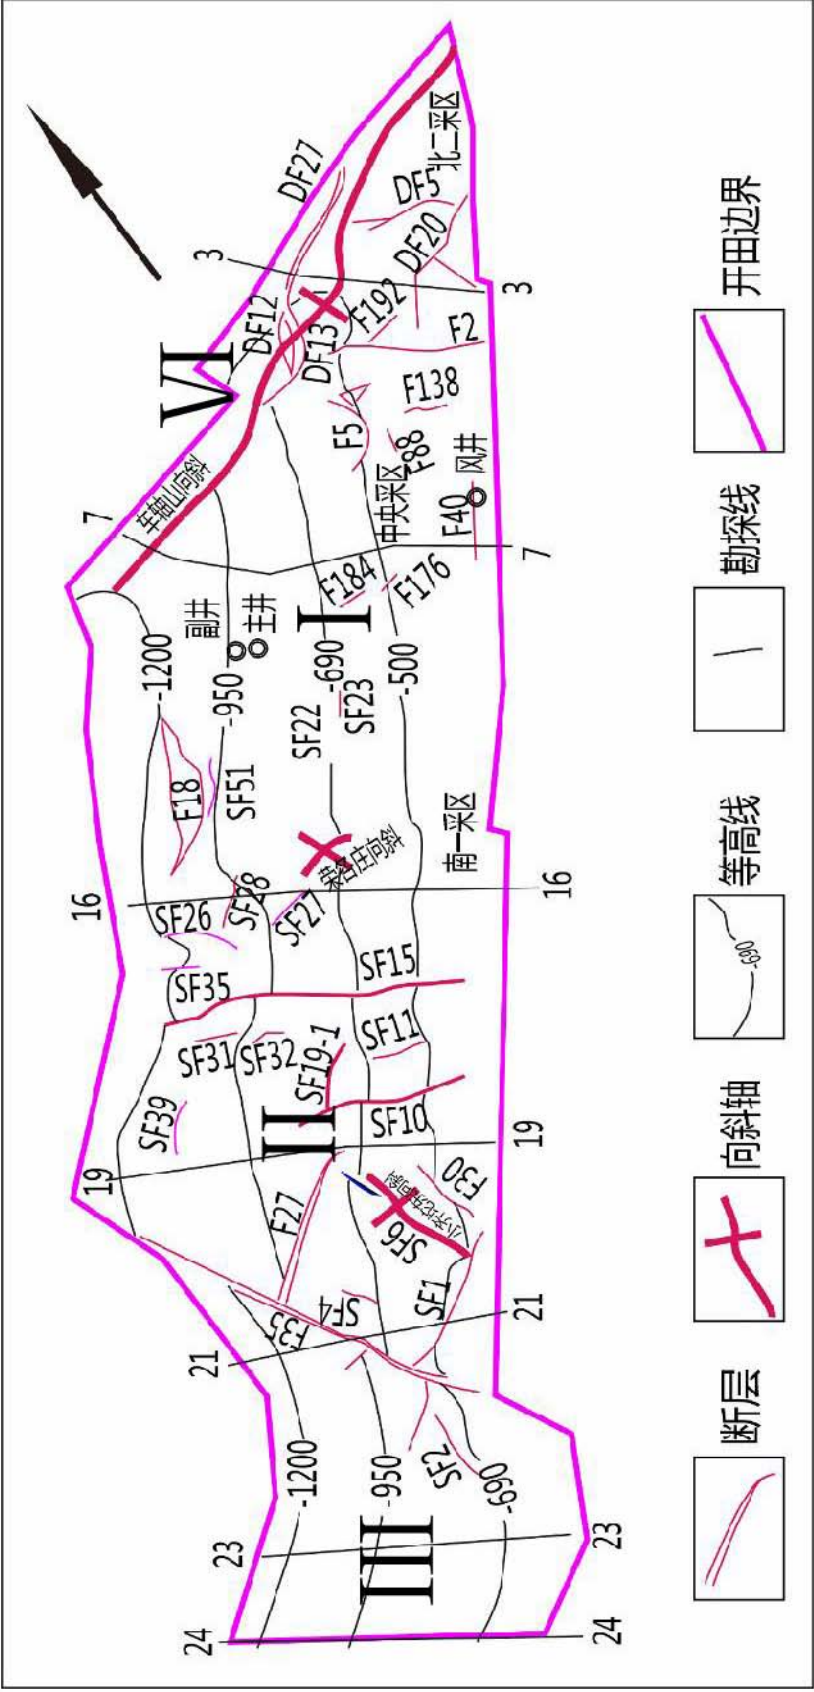 24
23
21
19
16
7
3
DF27
VI
车轴山向斜
DF12
DF13
F192
DF5
DF20
北二采区
F2
F138
F5
F88
中央采区
风井
F40
副井
主井
F184
F176
I
-1200
-950
-690
-500
SF22
SF23
F18
SF51
南一采区
SF26
SF28
SF27
SF35
SF15
SF31
SF32
SF19-1
SF11
SF39
II
SF10
F27
F30
SF6
SF4
F35
SF1
SF2
-1200
-950
-690
III
24
23
21
19
16
7
3
断层
向斜轴
等高线
-690
勘探线
开田边界